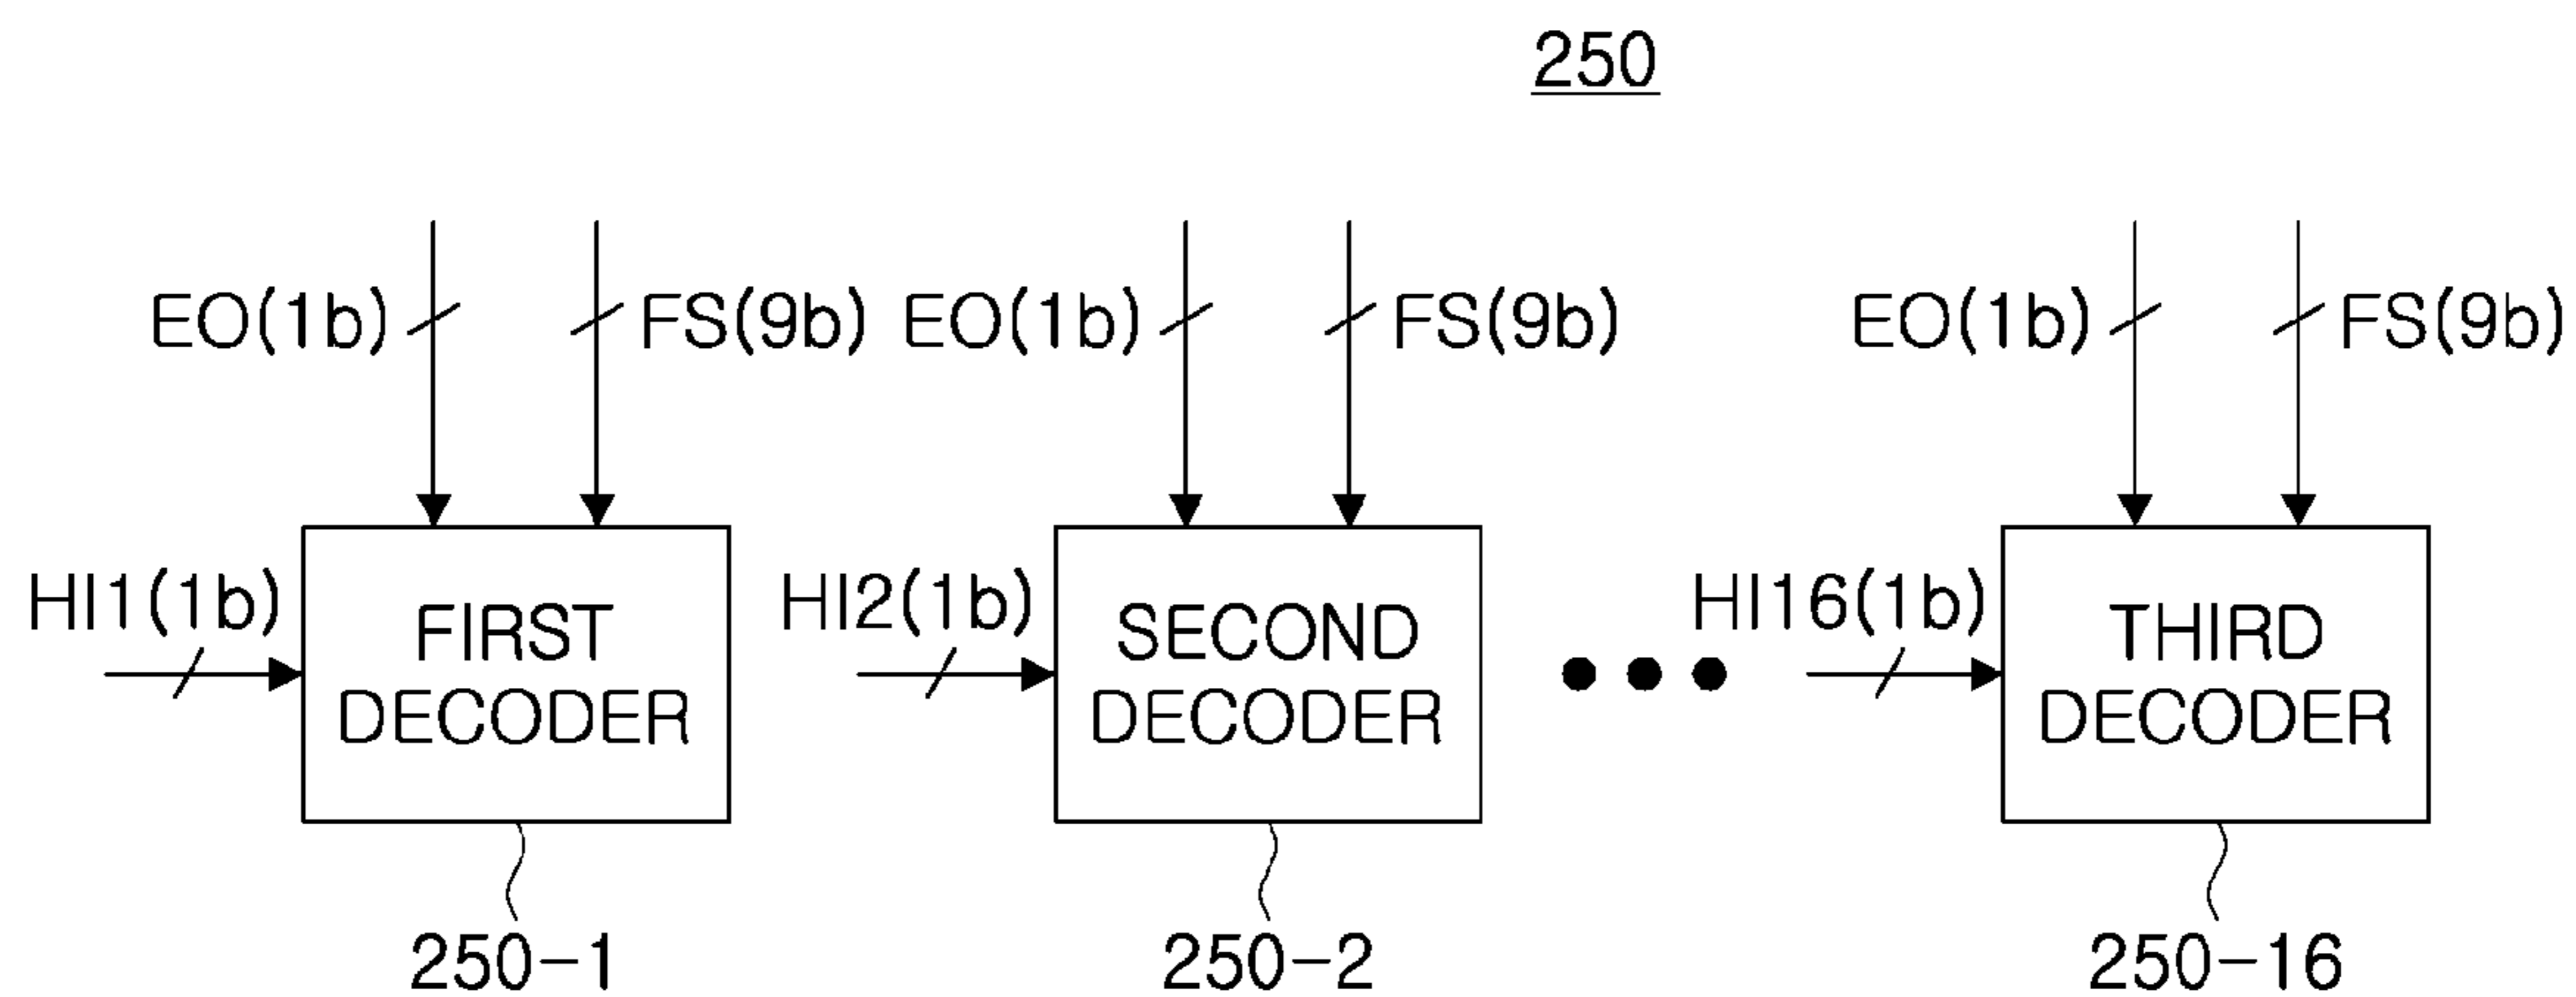 250
EO(1b) FS(9b) EO(1b) FS(9b) EO(1b) FS(9b)
HI1(1b) HI2(1b) HI16(1b)
FIRST SECOND THIRD
DECODER DECODER DECODER
250-1 250-2 250-16